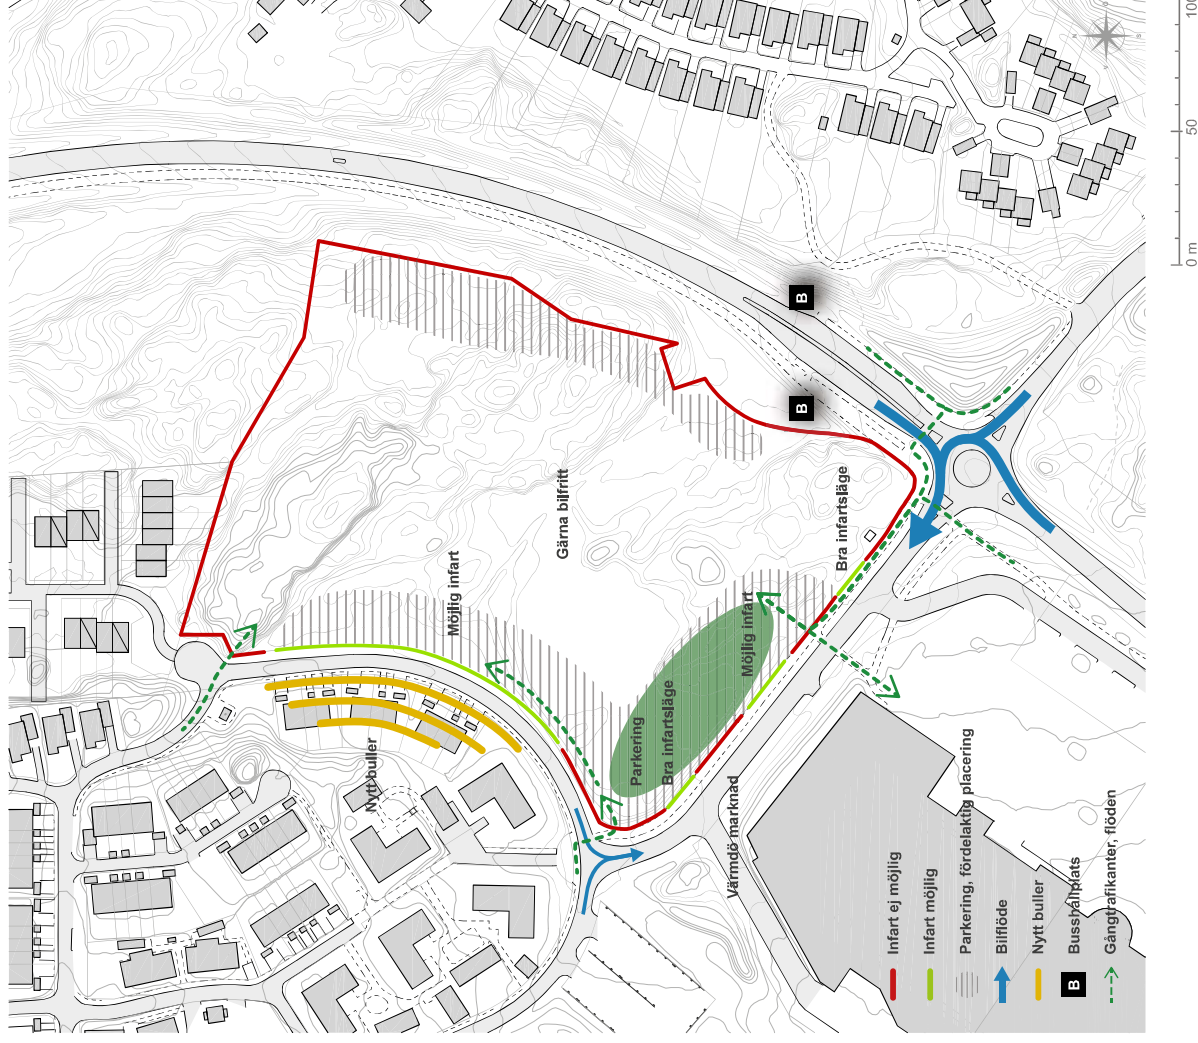 Möjlig infart
Gärna bilfritt
Bra infartsläge
Möjlig infart
Bra infartsläge
Parkering
Nytt buller
Värmdö marknad
B
B
Infart ej möjlig
Infart möjlig
Parkering, fördelaktig placering
Bilflöde
Nytt buller
B Busshållplats
Gångtrafikanter, flöden
0 m
50
100